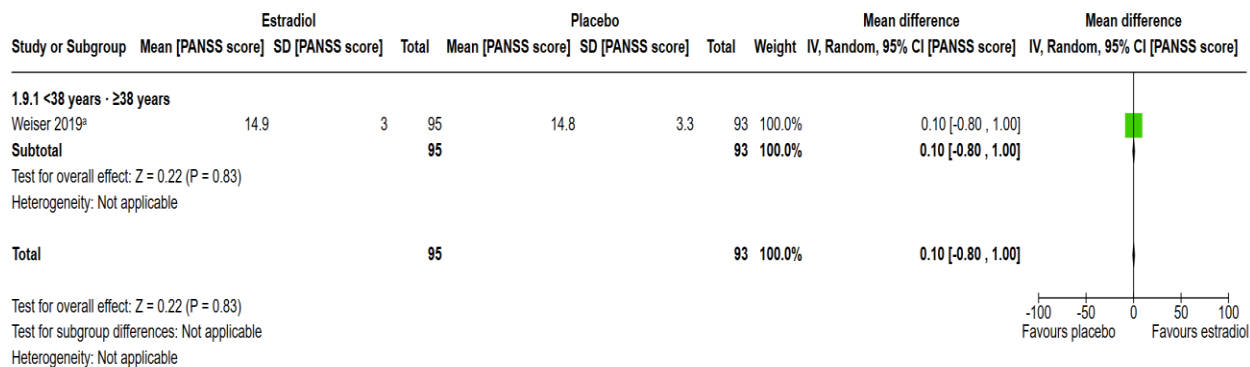 Estradiol Placebo Mean difference Mean difference
Study or Subgroup Mean [PANSS score] SD [PANSS score] Total Mean [PANSS score] SD [PANSS score] Total Weight IV, Random, 95% CI [PANSS score] IV, Random, 95% CI [PANSS score]
1.9.1 <38 years · ≥38 years
Weiser 2019ª 14.9 3 95 14.8 3.3 93 100.0% 0.10 [-0.80 , 1.00]
Subtotal 95 93 100.0% 0.10 [-0.80 , 1.00]
Test for overall effect: Z = 0.22 (P = 0.83)
Heterogeneity: Not applicable
Total 95 93 100.0% 0.10 [-0.80 , 1.00]
Test for overall effect: Z = 0.22 (P = 0.83)
Test for subgroup differences: Not applicable
Heterogeneity: Not applicable
-100 -50 0 50 100
Favours placebo Favours estradiol